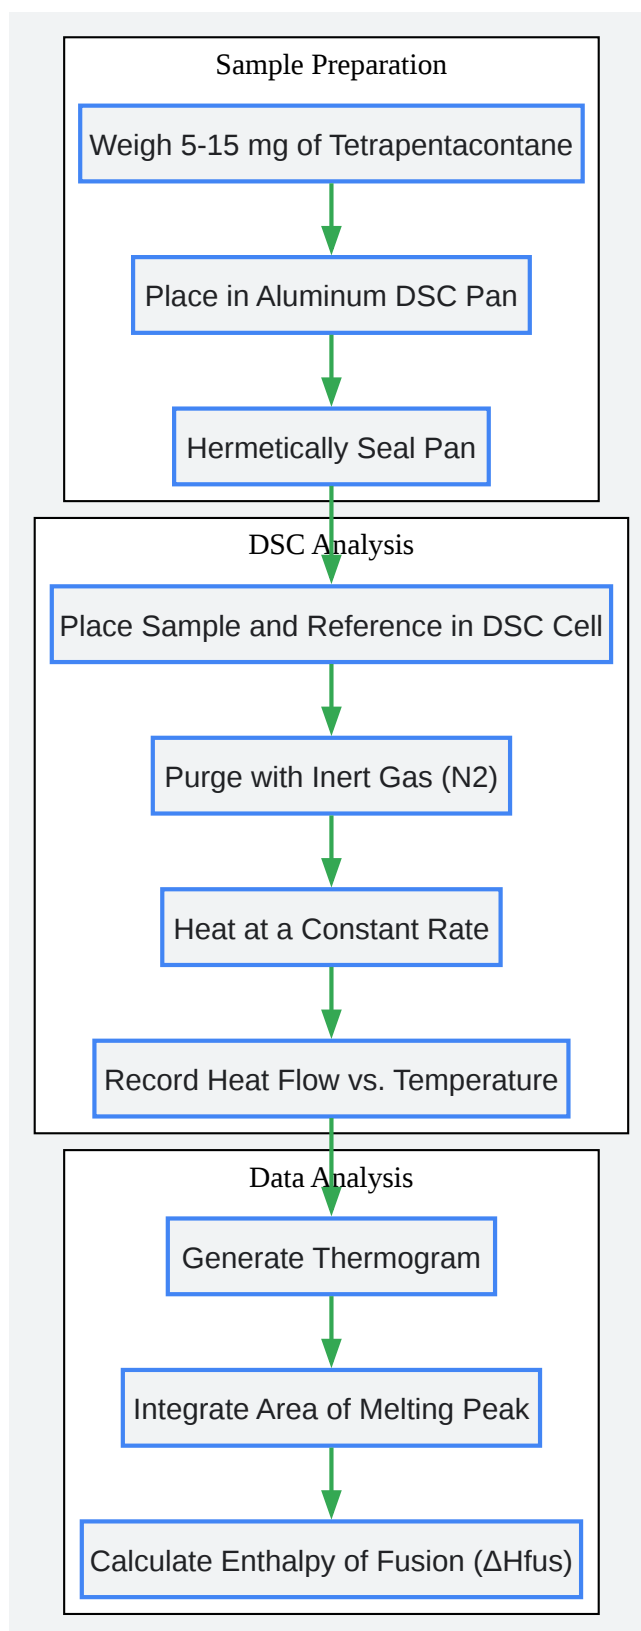 Sample Preparation
Weigh 5-15 mg of Tetrapentacontane
Place in Aluminum DSC Pan
Hermetically Seal Pan
DSC Analysis
Place Sample and Reference in DSC Cell
Purge with Inert Gas (N2)
Heat at a Constant Rate
Record Heat Flow vs. Temperature
Data Analysis
Generate Thermogram
Integrate Area of Melting Peak
Calculate Enthalpy of Fusion (ΔHfus)